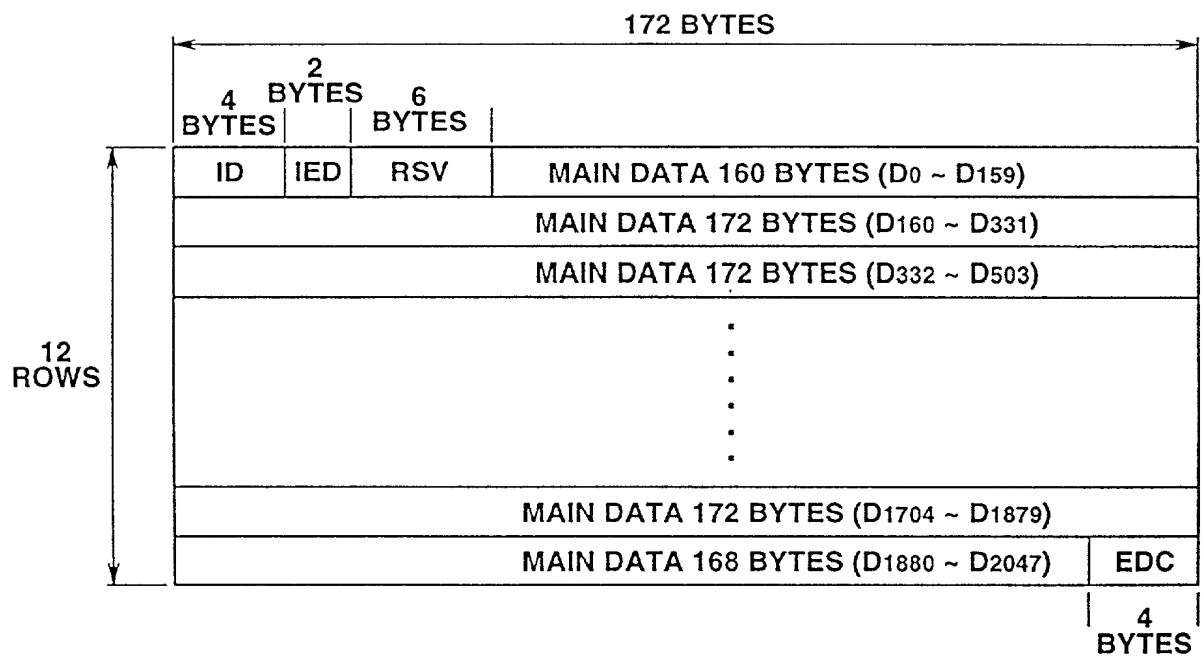 172 BYTES
4 BYTES
2 BYTES
6 BYTES
ID IED RSV MAIN DATA 160 BYTES (D0 ~ D159)
MAIN DATA 172 BYTES (D160 ~ D331)
MAIN DATA 172 BYTES (D332 ~ D503)
12 ROWS
MAIN DATA 172 BYTES (D1704 ~ D1879)
MAIN DATA 168 BYTES (D1880 ~ D2047) EDC
4 BYTES